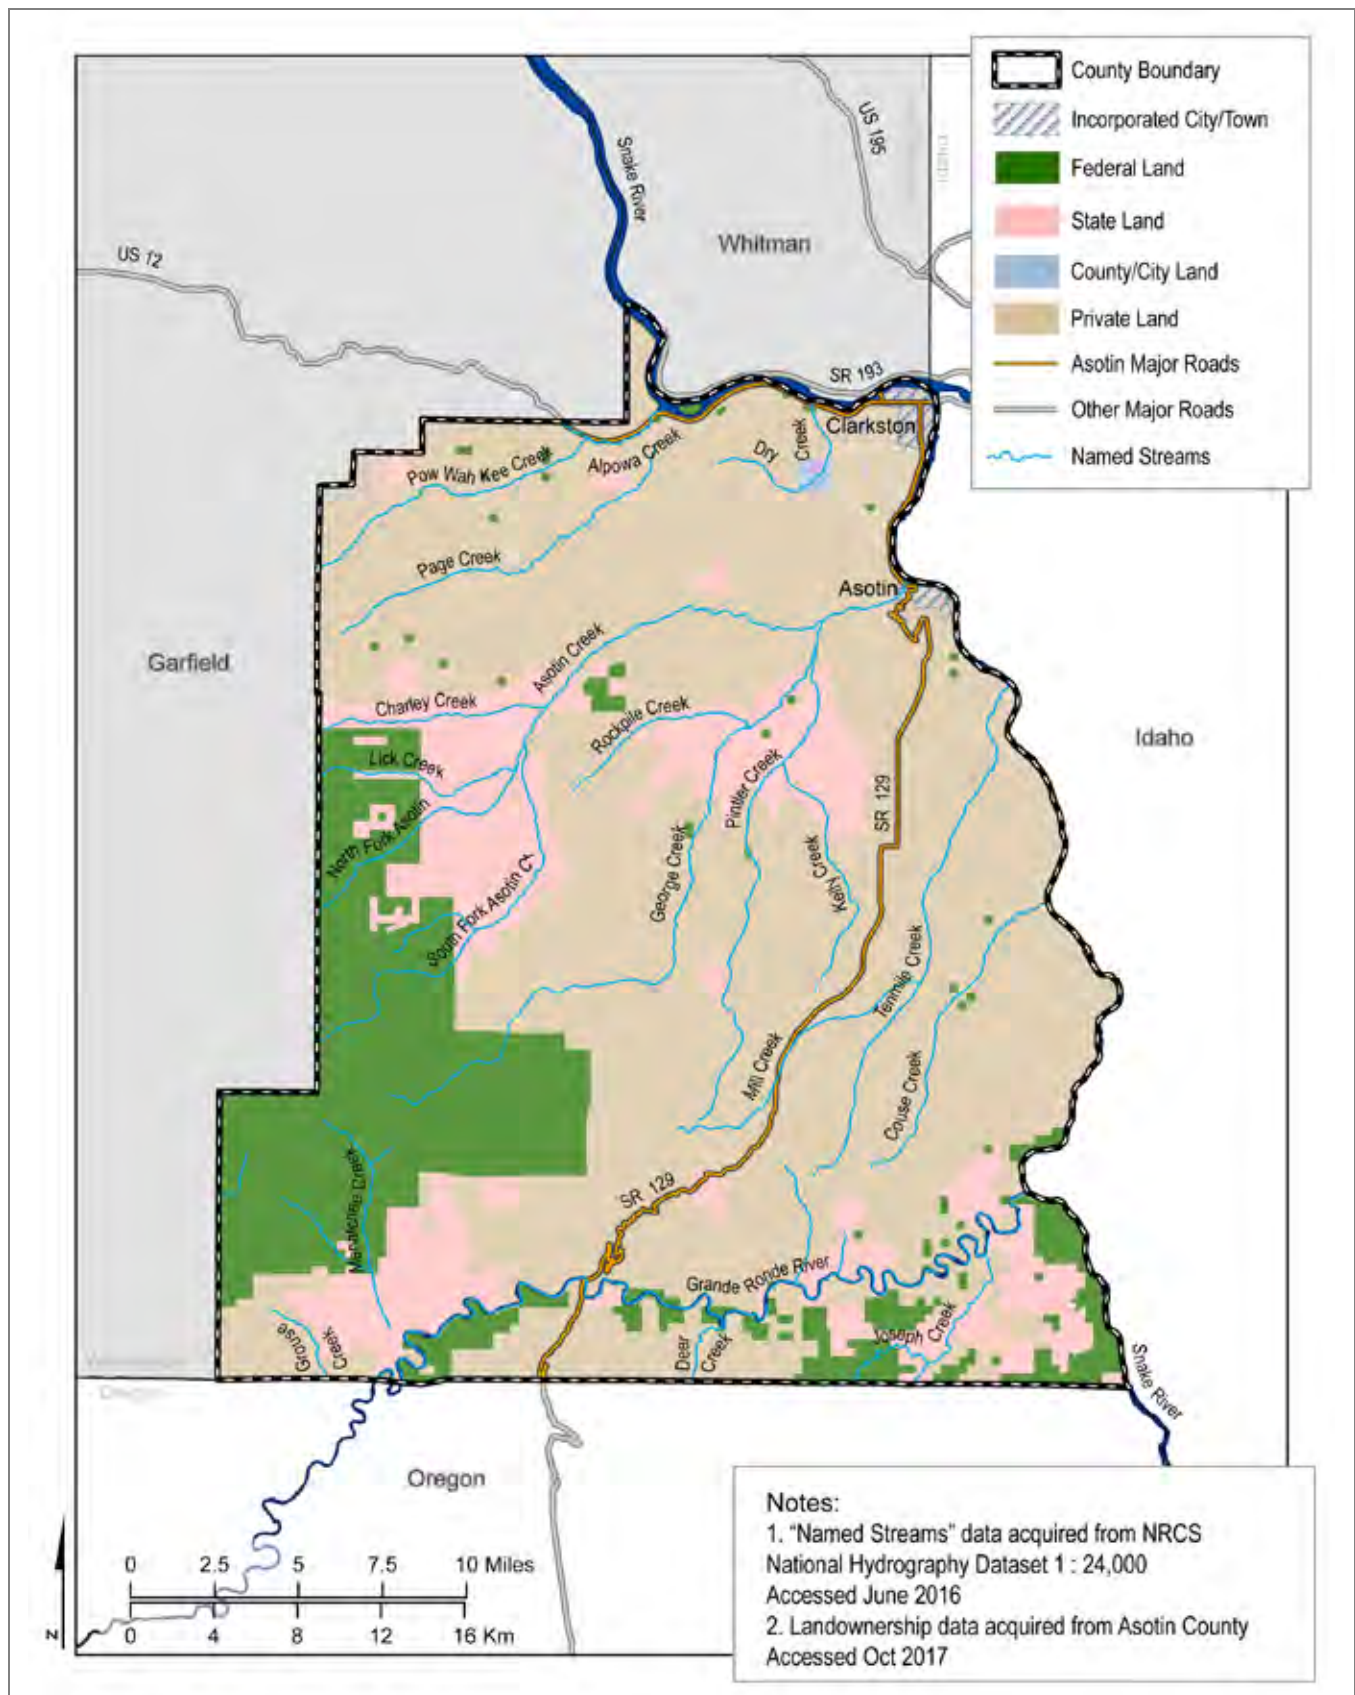 County Boundary
Incorporated City/Town
Federal Land
State Land
County/City Land
Private Land
Asotin Major Roads
Other Major Roads
Named Streams
US 195
Idaho
Snake River
Whitman
US 12
SR 193
Clarkston
Dry
Creek
Alpowa Creek
Pow Wah Kee Creek
Page Creek
Asotin
Asotin Creek
Garfield
Charley Creek
Rockpile Creek
Idaho
Lick Creek
Pintler Creek
SR 129
North Fork Asotin
George Creek
Kelly Creek
South Fork Asotin Cr
Tenmile Creek
Mill Creek
Couse Creek
Menatchee Creek
SR 129
Grande Ronde River
Grouse
Creek
Deer
Creek
Joseph Creek
Snake River
Washington
Oregon
Oregon
Notes:
1. “Named Streams” data acquired from NRCS
National Hydrography Dataset 1 : 24,000
Accessed June 2016
2. Landownership data acquired from Asotin County
Accessed Oct 2017
0 2.5 5 7.5 10 Miles
0 4 8 12 16 Km
N